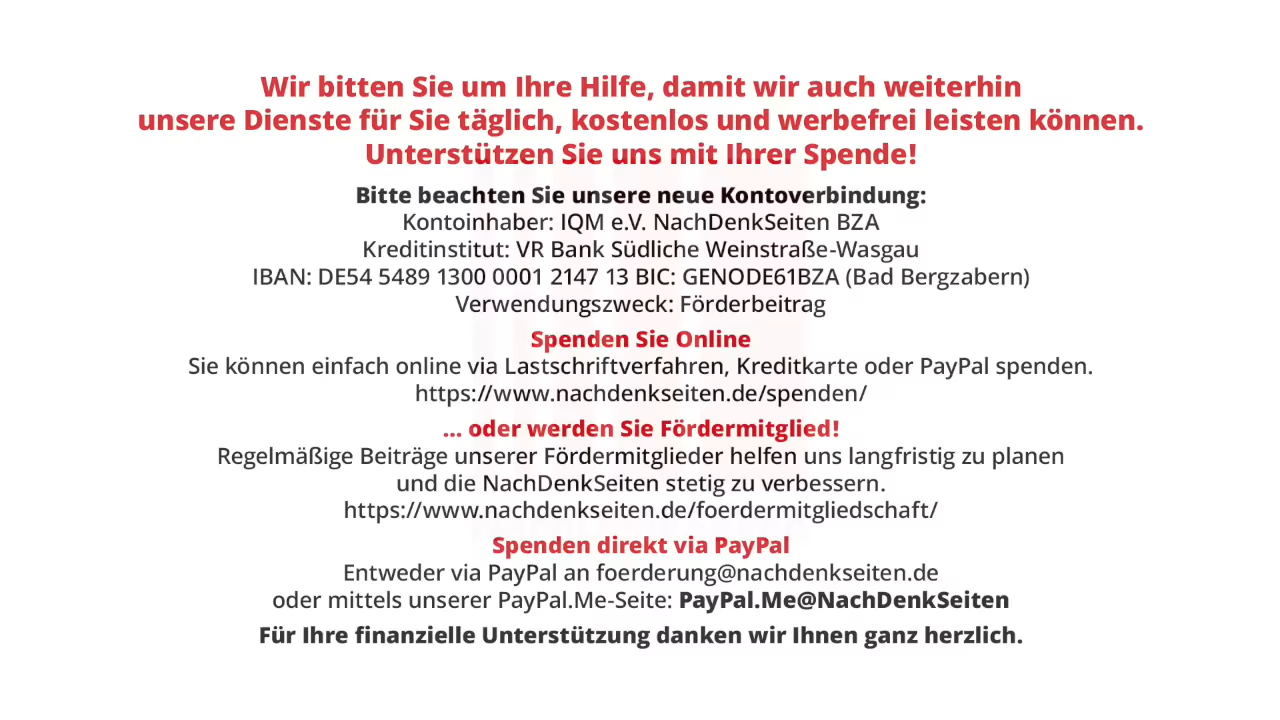 Wir bitten Sie um Ihre Hilfe, damit wir auch weiterhin
unsere Dienste für Sie täglich, kostenlos und werbefrei leisten können.
Unterstützen Sie uns mit Ihrer Spende!
Bitte beachten Sie unsere neue Kontoverbindung:
Kontoinhaber: IQM e.V. NachDenkSeiten BZA
Kreditinstitut: VR Bank Südliche Weinstraße-Wasgau
IBAN: DE54 5489 1300 0001 2147 13 BIC: GENODE61BZA (Bad Bergzabern)
Verwendungszweck: Förderbeitrag
Spenden Sie Online
Sie können einfach online via Lastschriftverfahren, Kreditkarte oder PayPal spenden.
https://www.nachdenkseiten.de/spenden/
... oder werden Sie Fördermitglied!
Regelmäßige Beiträge unserer Fördermitglieder helfen uns langfristig zu planen
und die NachDenkSeiten stetig zu verbessern.
https://www.nachdenkseiten.de/foerdermitgliedschaft/
Spenden direkt via PayPal
Entweder via PayPal an foerderung@nachdenkseiten.de
oder mittels unserer PayPal.Me-Seite: PayPal.Me@NachDenkSeiten
Für Ihre finanzielle Unterstützung danken wir Ihnen ganz herzlich.